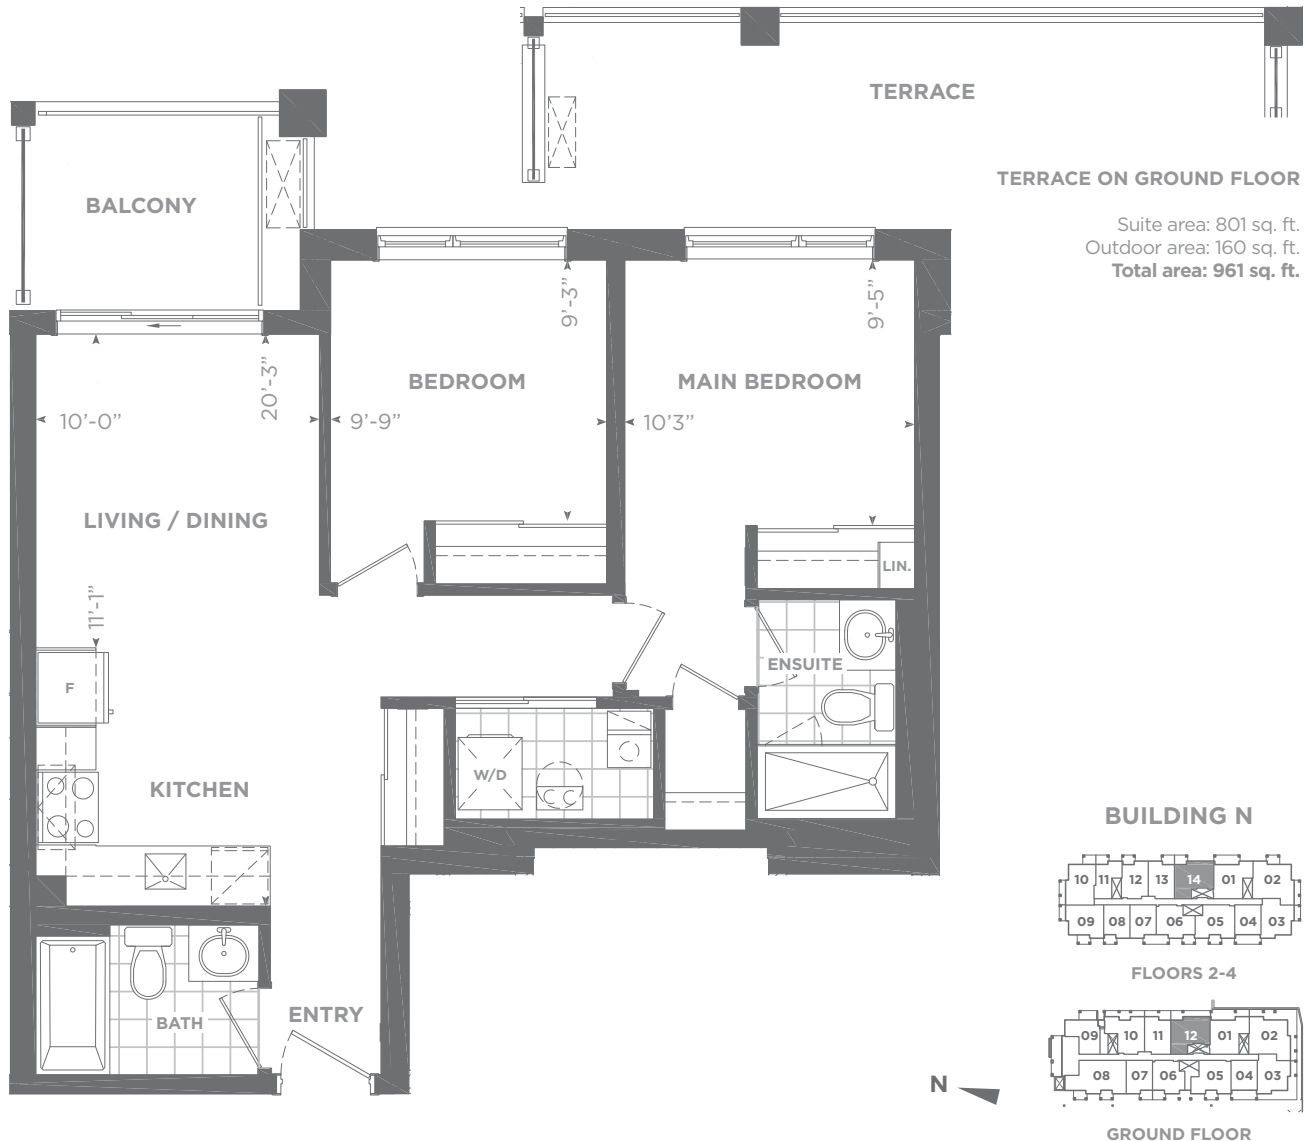 TERRACE
TERRACE ON GROUND FLOOR
Suite area: 801 sq. ft.
Outdoor area: 160 sq. ft.
Total area: 961 sq. ft.
BALCONY
9’-3”
9’-5”
BEDROOM
MAIN BEDROOM
20’-3”
10’-0”
9’-9”
10’3”
LIVING / DINING
LIN.
11’-1”
ENSUITE
F
W/D
KITCHEN
BATH
ENTRY
BUILDING N
10 11 12 13 14 01 02
09 08 07 06 05 04 03
FLOORS 2-4
09 10 11 12 01 02
08 07 06 05 04 03
N
GROUND FLOOR